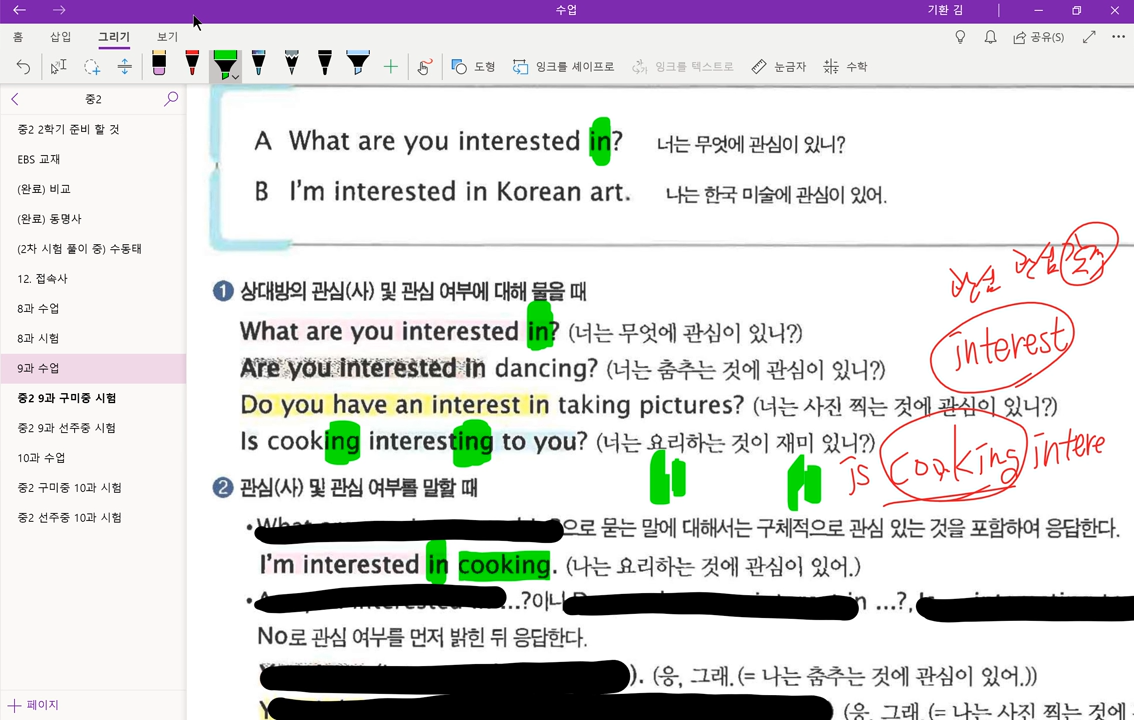 수업
기환 김
홈 삽입 그리기 보기
공유(S)
도형 잉크를 셰이프로 잉크를 텍스트로 눈금자 수학
중2
중2 2학기 준비 할 것
EBS 교재
(완료) 비교
(완료) 동명사
(2차 시험 풀이 중) 수동태
12. 접속사
8과 수업
8과 시험
9과 수업
중2 9과 구미중 시험
중2 9과 선주중 시험
10과 수업
중2 구미중 10과 시험
중2 선주중 10과 시험
페이지
A What are you interested in? 너는 무엇에 관심이 있니?
B I'm interested in Korean art. 나는 한국 미술에 관심이 있어.
1 상대방의 관심(사) 및 관심 여부에 대해 물을 때
What are you interested in? (너는 무엇에 관심이 있니?)
Are you interested in dancing? (너는 춤추는 것에 관심이 있니?)
Do you have an interest in taking pictures? (너는 사진 찍는 것에 관심이 있니?)
Is cooking interesting to you? (너는 요리하는 것이 재미 있니?)
관심 관심
interest
is cooking intere
2 관심(사) 및 관심 여부를 말할 때
으로 묻는 말에 대해서는 구체적으로 관심 있는 것을 포함하여 응답한다.
I'm interested in cooking. (나는 요리하는 것에 관심이 있어.)
...?이나 in ...?,
No로 관심 여부를 먼저 밝힌 뒤 응답한다.
). (응, 그래.(= 나는 춤추는 것에 관심이 있어.))
(응, 그래.(= 나는 사진 찍는 것에